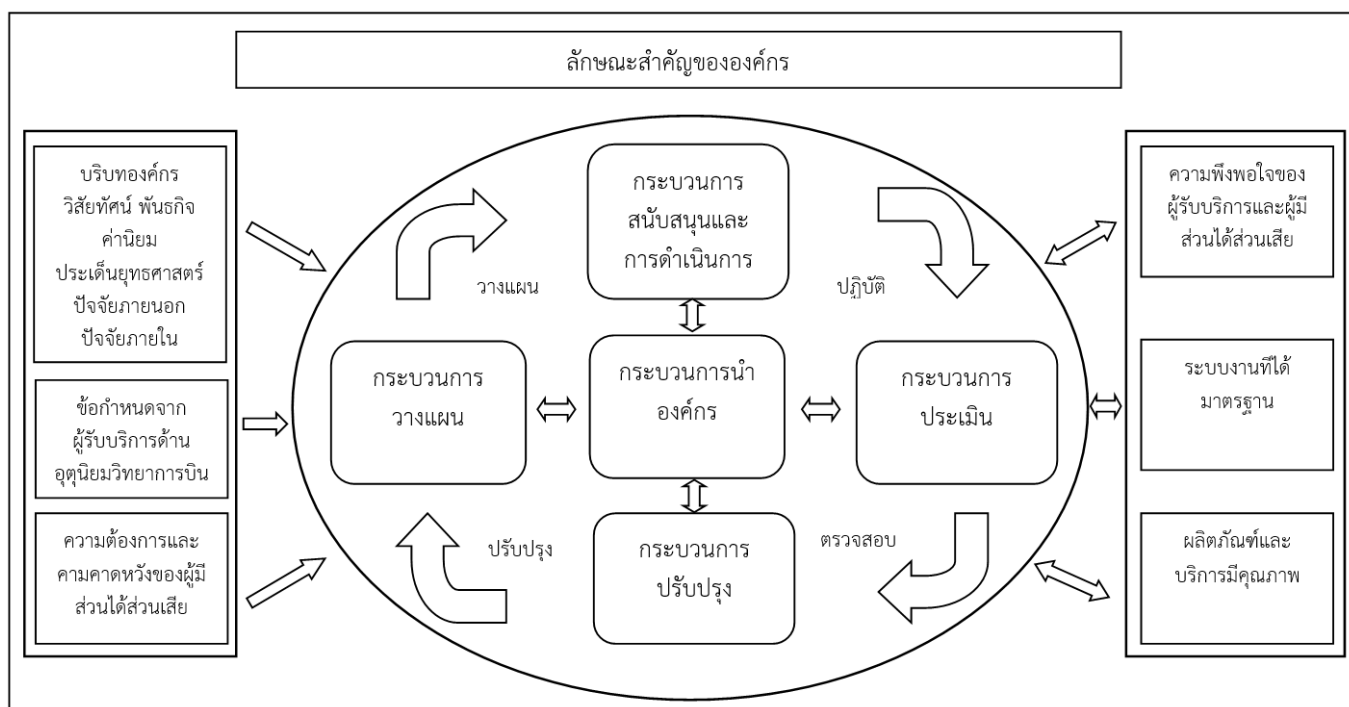 ลักษณะสำคัญขององค์กร
บริบทองค์กร
วิสัยทัศน์ พันธกิจ
ค่านิยม
ประเด็นยุทธศาสตร์
ปัจจัยภายนอก
ปัจจัยภายใน
ข้อกำหนดจาก
ผู้รับบริการด้าน
อุตุนิยมวิทยาการบิน
ความต้องการและ
คามคาดหวังของผู้มี
ส่วนได้ส่วนเสีย
กระบวนการ
สนับสนุนและ
การดำเนินการ
วางแผน
ปฏิบัติ
กระบวนการ
วางแผน
กระบวนการนำ
องค์กร
กระบวนการ
ประเมิน
ปรับปรุง
ตรวจสอบ
กระบวนการ
ปรับปรุง
ความพึงพอใจของ
ผู้รับบริการและผู้มี
ส่วนได้ส่วนเสีย
ระบบงานที่ได้
มาตรฐาน
ผลิตภัณฑ์และ
บริการมีคุณภาพ